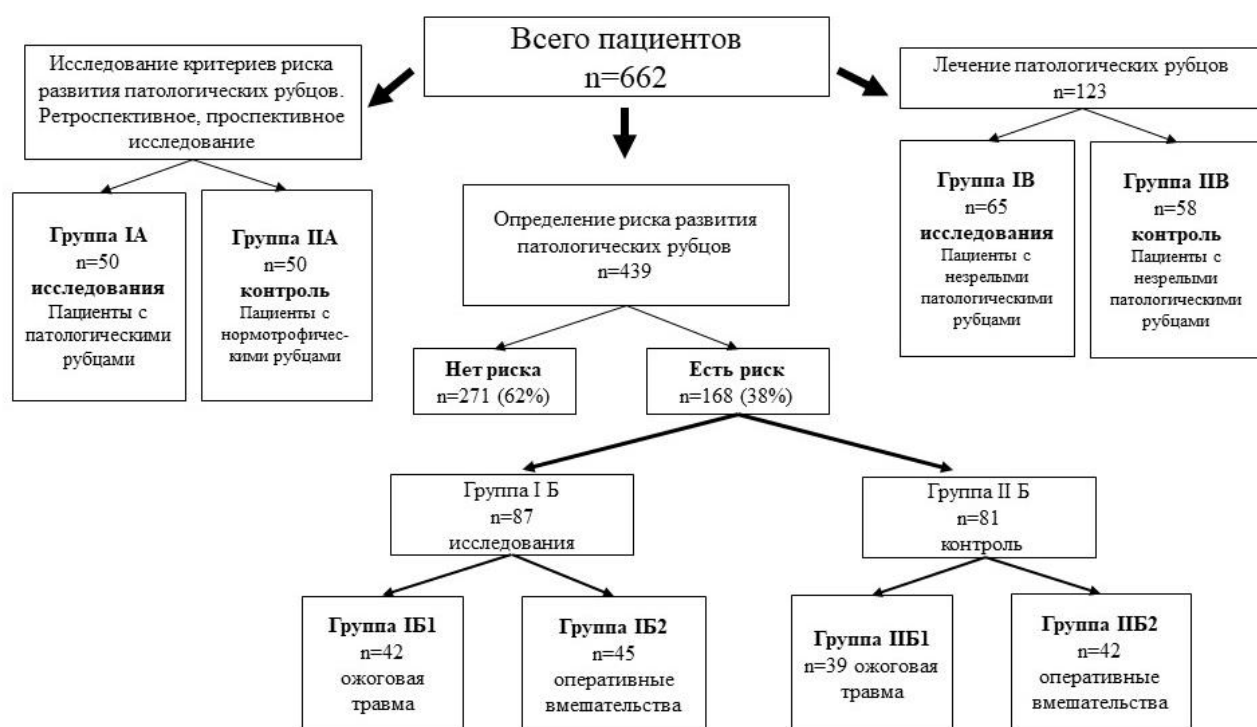 Всего пациентов
n=662
Исследование критериев риска
развития патологических рубцов.
Ретроспективное, проспективное
исследование
Лечение патологических рубцов
n=123
Группа IА
n=50
исследования
Пациенты с
патологическими
рубцами
Группа IIА
n=50
контроль
Пациенты с
нормотрофичес-
кими рубцами
Определение риска развития
патологических рубцов
n=439
Группа IВ
n=65
исследования
Пациенты с
незрелыми
патологическими
рубцами
Группа IIВ
n=58
контроль
Пациенты с
незрелыми
патологическими
рубцами
Нет риска
n=271 (62%)
Есть риск
n=168 (38%)
Группа I Б
n=87
исследования
Группа II Б
n=81
контроль
Группа IБ1
n=42
ожоговая
травма
Группа IБ2
n=45
оперативные
вмешательства
Группа IIБ1
n=39 ожоговая
травма
Группа IIБ2
n=42
оперативные
вмешательства